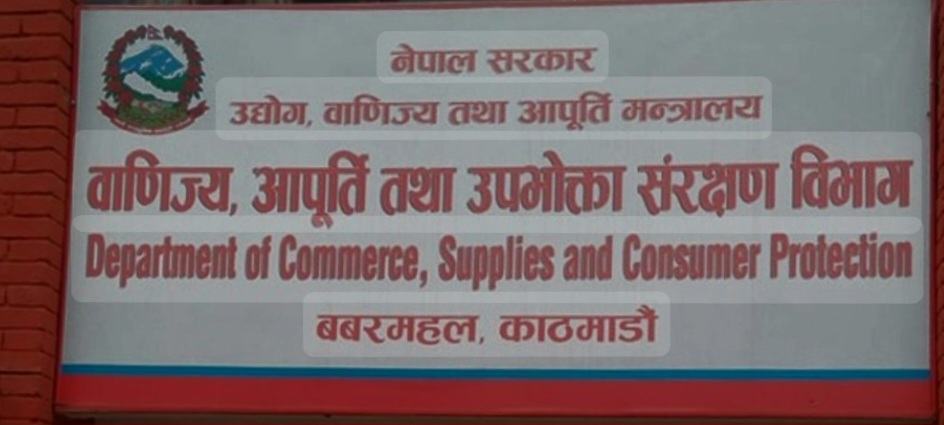 नेपाल सरकार
उद्योग, वाणिज्य तथा आपूर्ति मन्त्रालय
वाणिज्य, आपूर्ति तथा उपभोक्ता संरक्षण विभाग
Department of Commerce, Supplies and Consumer Protection
बबरमहल, काठमाडौं